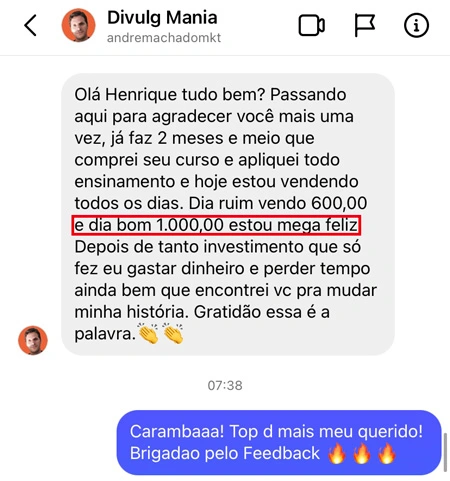 Divulg Mania
andremachadomkt
Olá Henrique tudo bem? Passando
aqui para agradecer você mais uma
vez, já faz 2 meses e meio que
comprei seu curso e apliquei todo
ensinamento e hoje estou vendendo
todos os dias. Dia ruim vendo 600,00
e dia bom 1.000,00 estou mega feliz
Depois de tanto investimento que só
fez eu gastar dinheiro e perder tempo
ainda bem que encontrei vc pra mudar
minha história. Gratidão essa é a
palavra.👏👏
07:38
Carambaaa! Top d mais meu querido!
Brigadao pelo Feedback 🔥🔥🔥